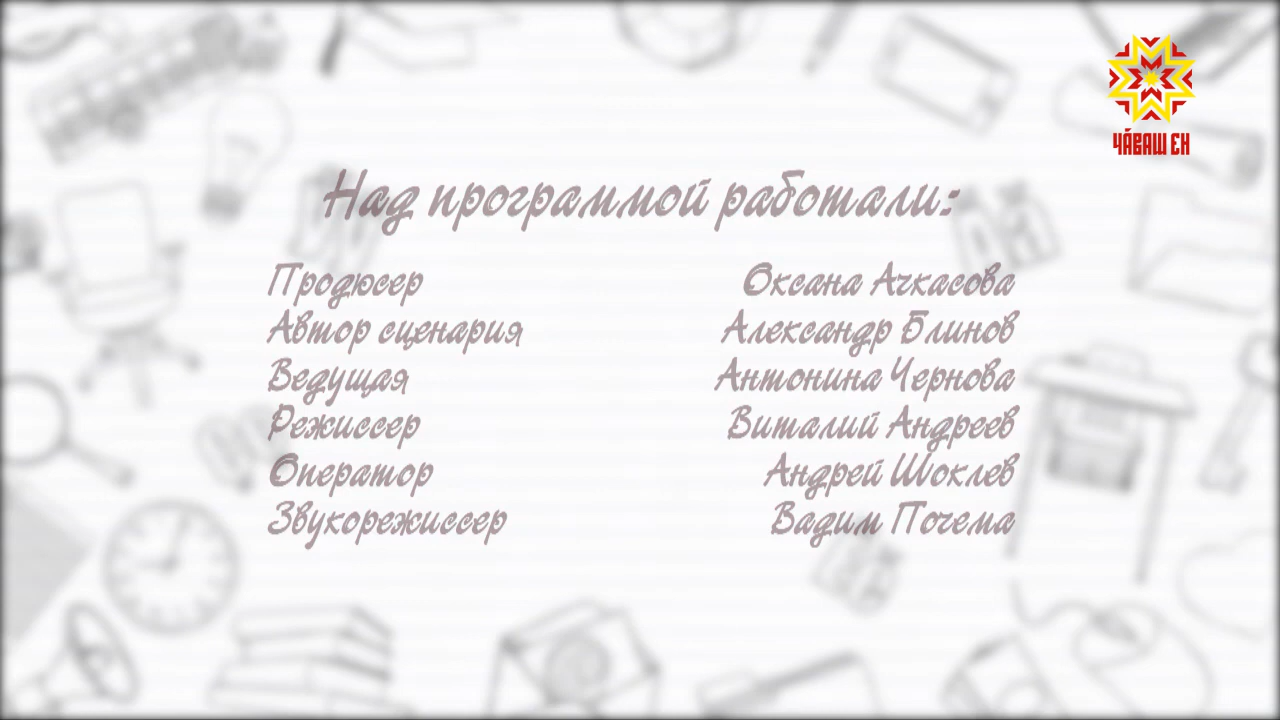 ЧĂВАШ ЕН
Над программой работали:
Продюсер Оксана Ачкасова
Автор сценария Александр Блинов
Ведущая Антонина Чернова
Режиссер Виталий Андреев
Оператор Андрей Шоклев
Звукорежиссер Вадим Почема